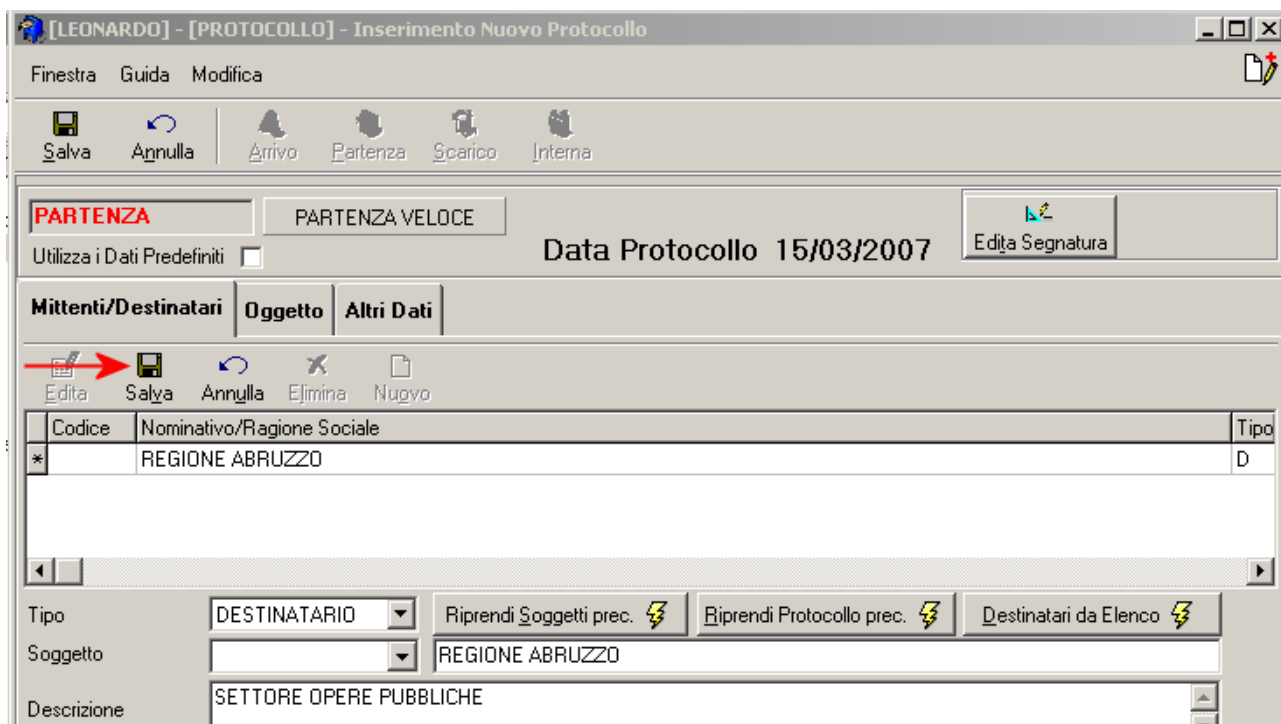 [LEONARDO] - [PROTOCOLLO] - Inserimento Nuovo Protocollo
Finestra Guida Modifica
Salva Annulla Arrivo Partenza Scarico Interna
PARTENZA PARTENZA VELOCE
Utilizza i Dati Predefiniti Data Protocollo 15/03/2007 Edita Segnatura
Mittenti/Destinatari Oggetto Altri Dati
Edita Salva Annulla Elimina Nuovo
Codice Nominativo/Ragione Sociale Tipo
* REGIONE ABRUZZO D
Tipo DESTINATARIO Riprendi Soggetti prec. Riprendi Protocollo prec. Destinatari da Elenco
Soggetto REGIONE ABRUZZO
Descrizione SETTORE OPERE PUBBLICHE